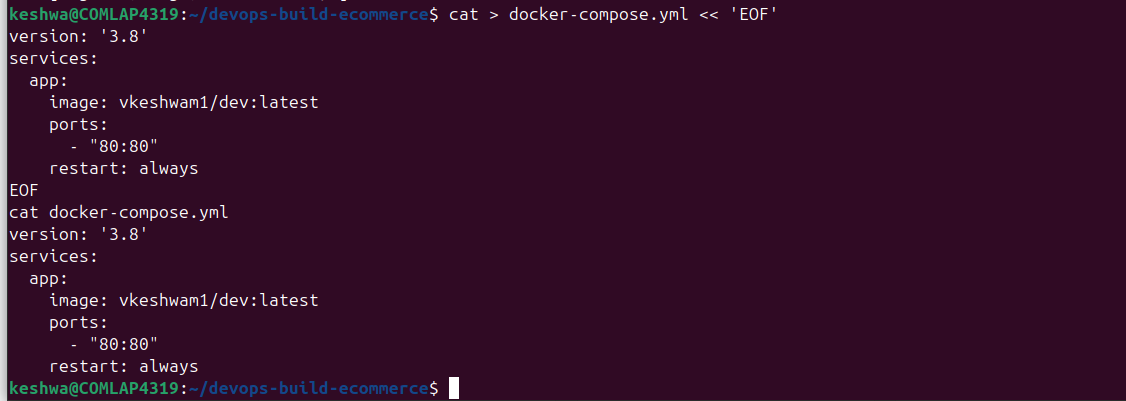 keshwa@COMLAP4319:~/devops-build-ecommerce$ cat > docker-compose.yml << 'EOF'
version: '3.8'
services:
  app:
    image: vkeshwam1/dev:latest
    ports:
      - "80:80"
    restart: always
EOF
cat docker-compose.yml
version: '3.8'
services:
  app:
    image: vkeshwam1/dev:latest
    ports:
      - "80:80"
    restart: always
keshwa@COMLAP4319:~/devops-build-ecommerce$